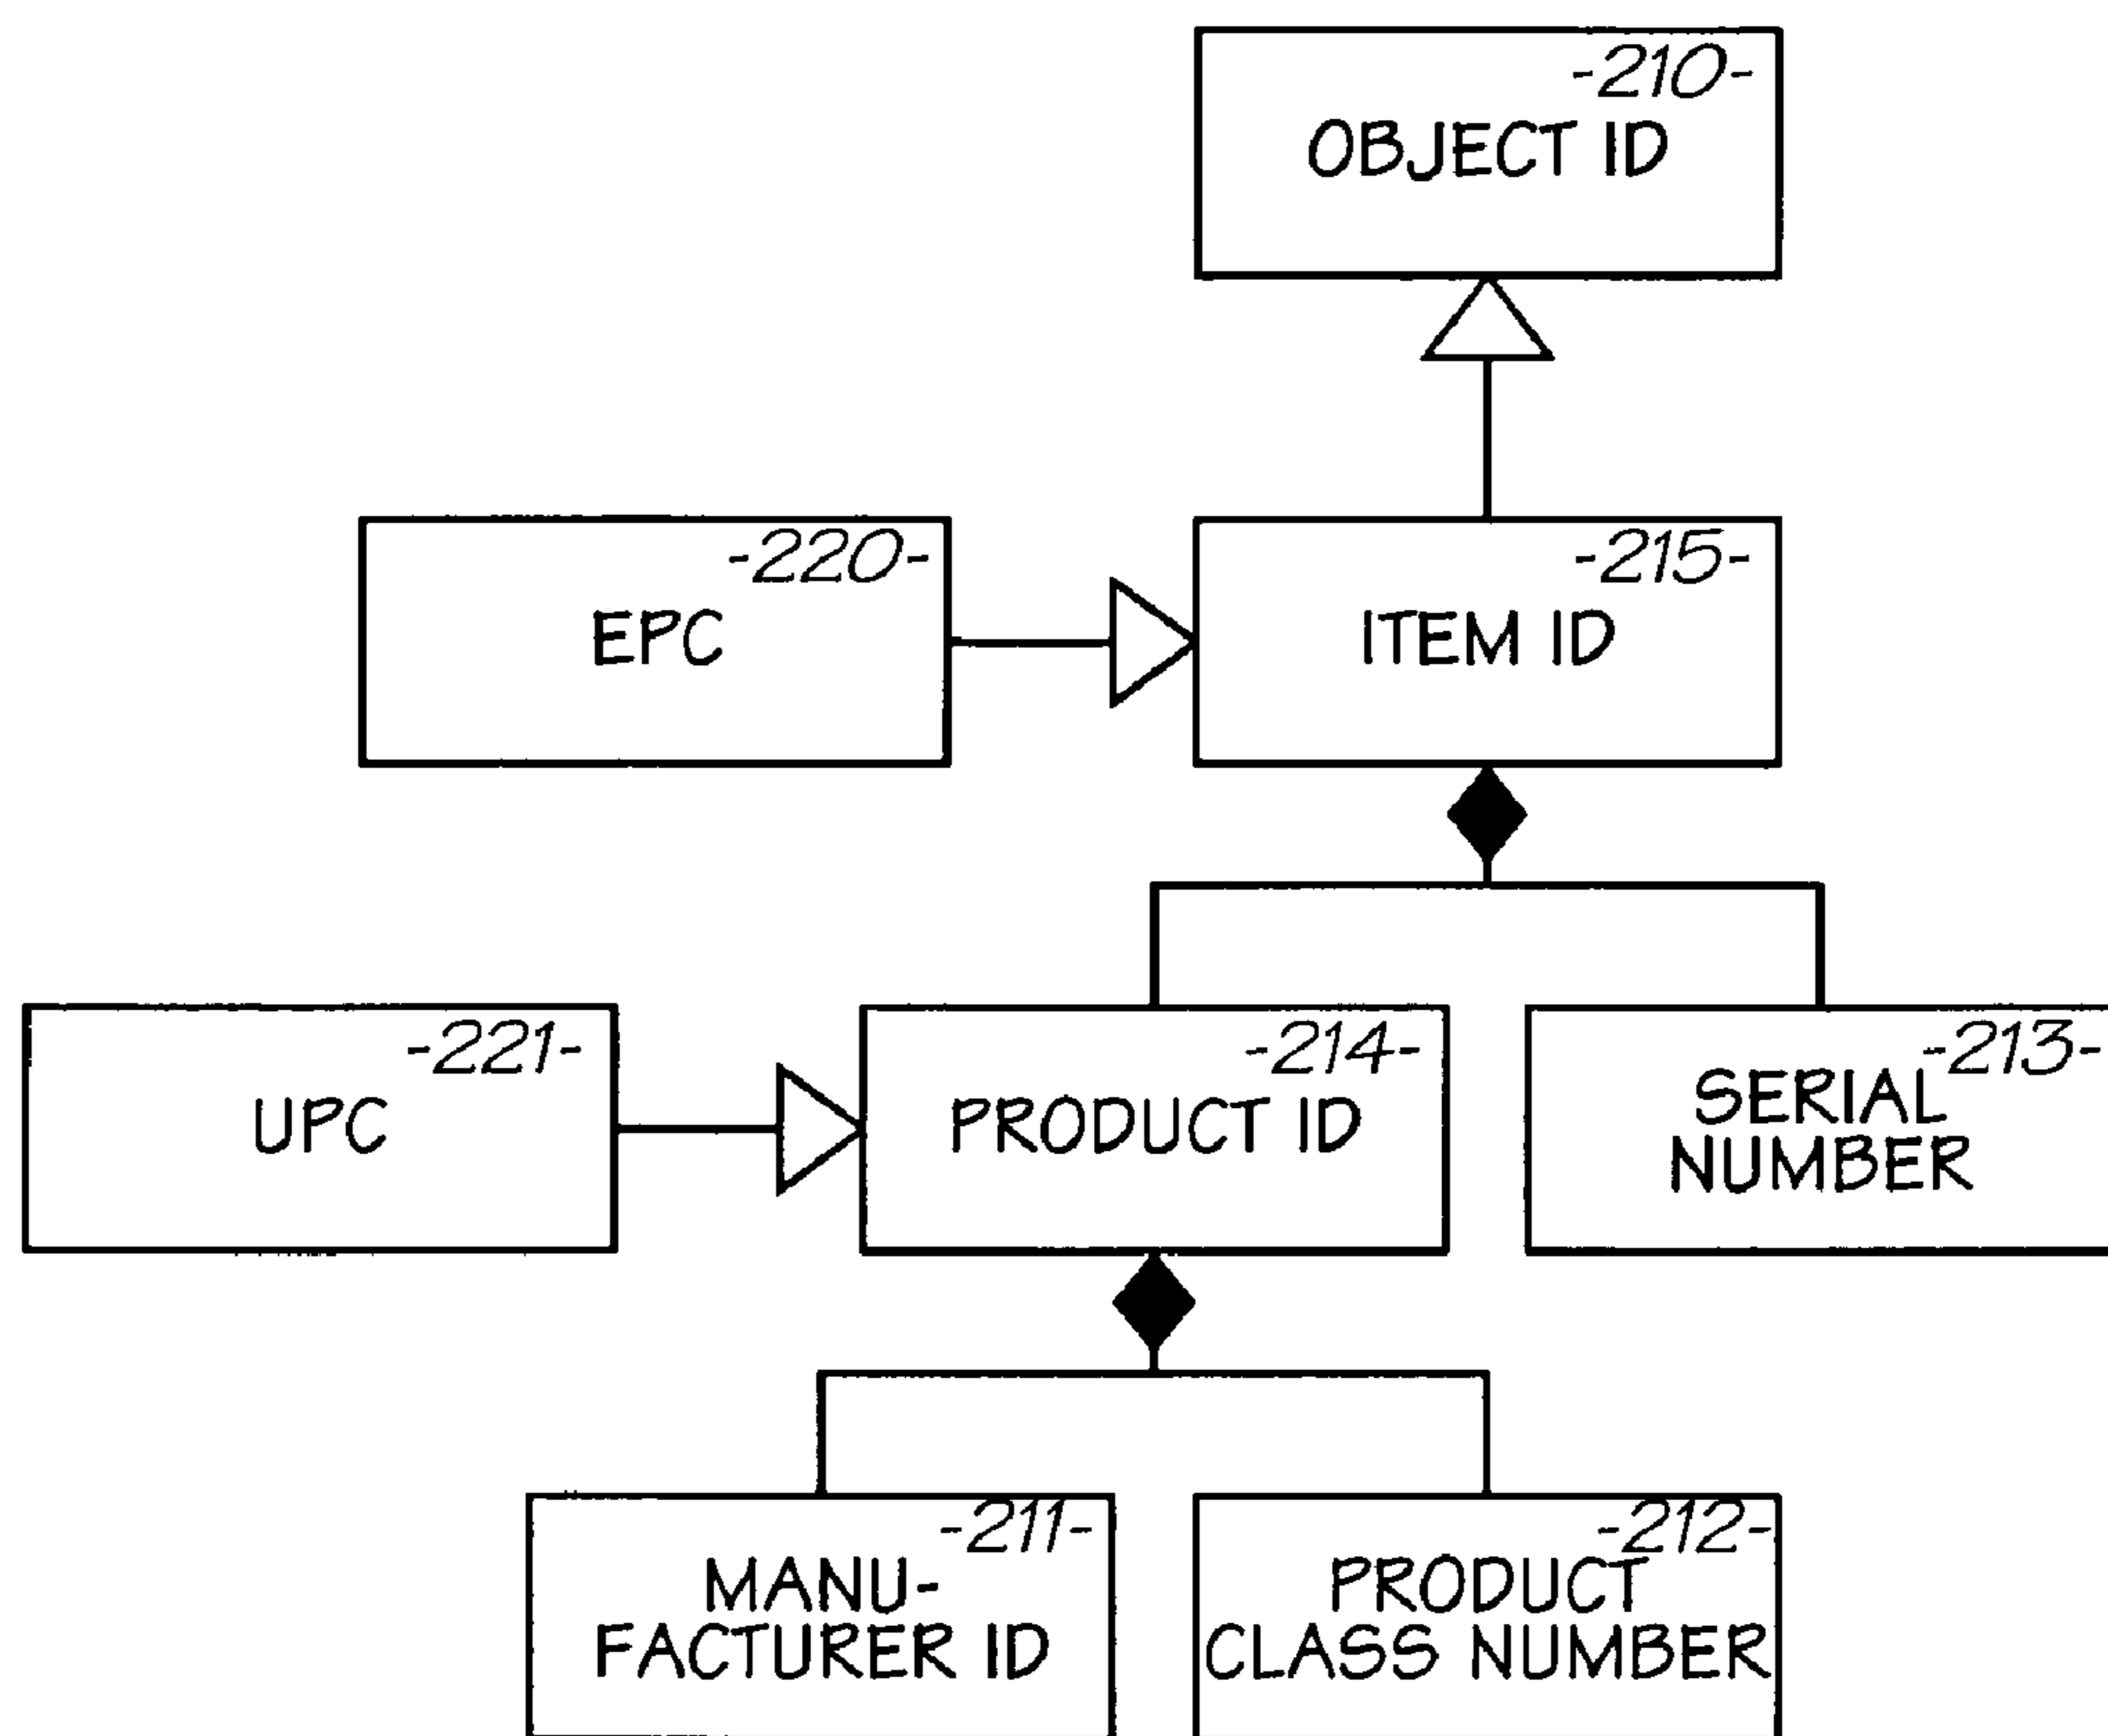 -210-
OBJECT ID
-220-
EPC
-215-
ITEM ID
-221-
UPC
-214-
PRODUCT ID
-213-
SERIAL
NUMBER
-211-
MANU-
FACTURER ID
-212-
PRODUCT
CLASS NUMBER